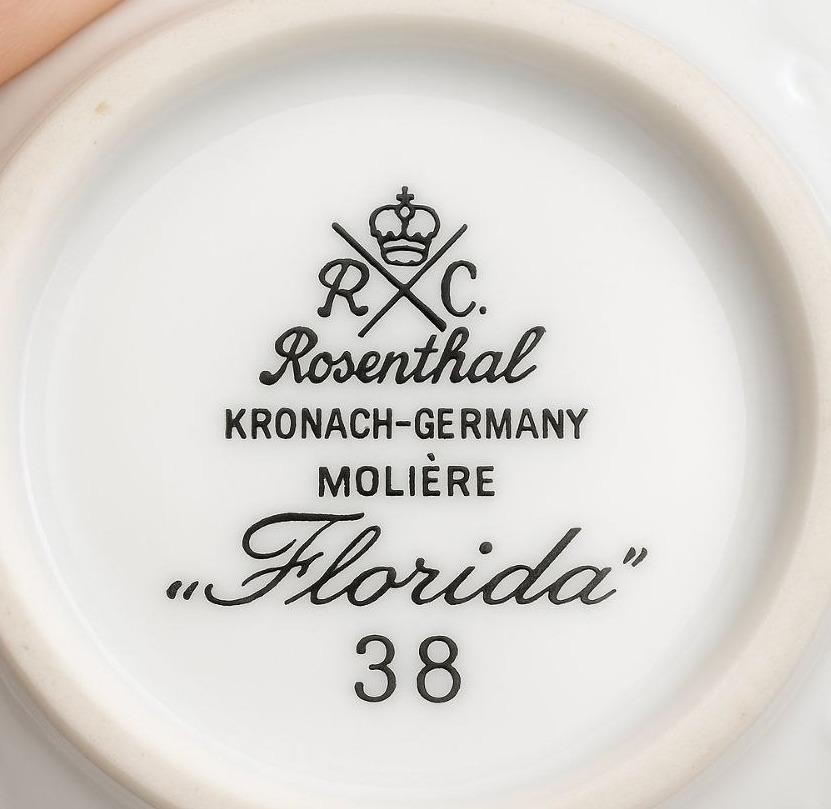 R C.
Rosenthal
KRONACH-GERMANY
MOLIÈRE
„Florida”
38